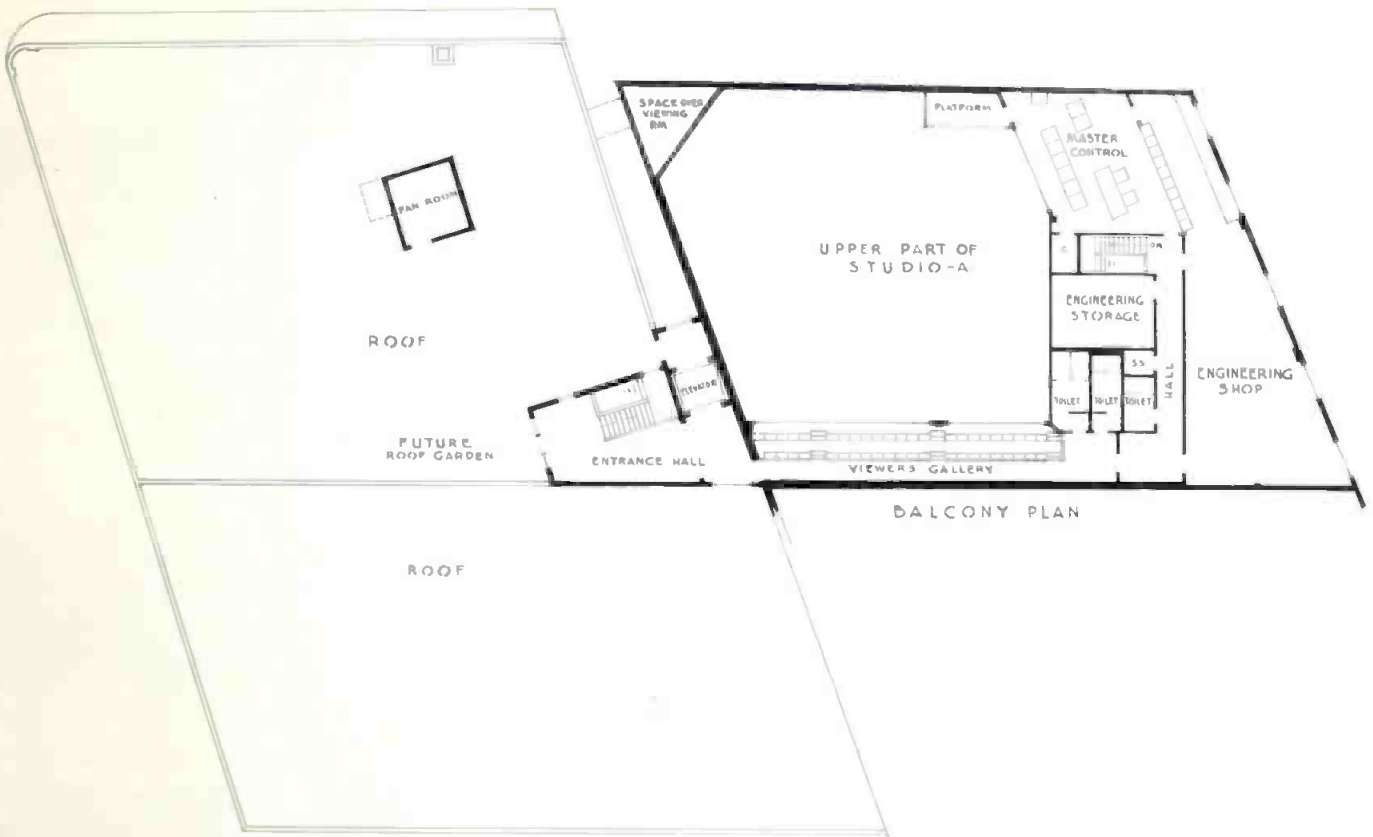 SPACE OVER
VIEWING
RM
PLATFORM
MASTER
CONTROL
FAN ROOM
UPPER PART OF
STUDIO-A
C
DN
ENGINEERING
STORAGE
ROOF
ELEVATOR
SS
HALL
ENGINEERING
SHOP
TOILET
TOILET
TOILET
FUTURE
ROOF GARDEN
ENTRANCE HALL
VIEWERS GALLERY
BALCONY PLAN
ROOF